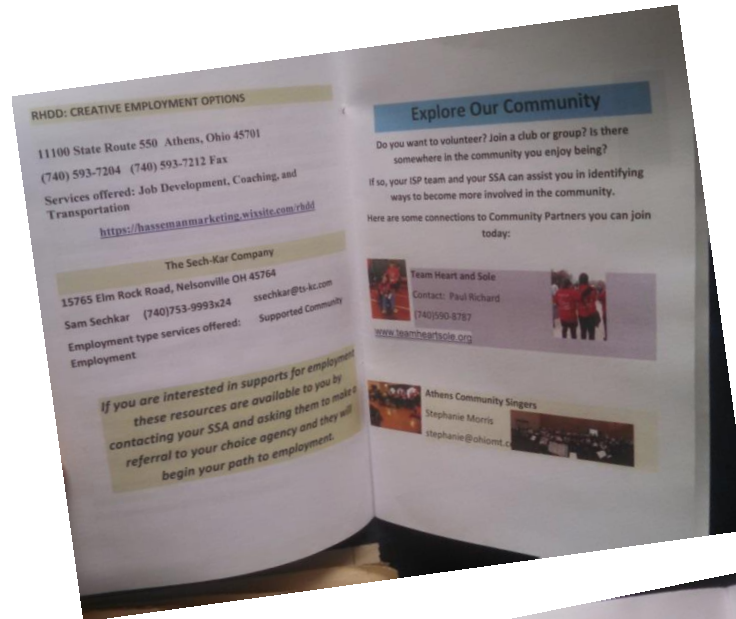 RHDD: CREATIVE EMPLOYMENT OPTIONS
11100 State Route 550 Athens, Ohio 45701
(740) 593-7204 (740) 593-7212 Fax
Services offered: Job Development, Coaching, and
Transportation
https://hassemanmarketing.wixsite.com/rhdd
The Sech-Kar Company
15765 Elm Rock Road, Nelsonville OH 45764
Sam Sechkar (740)753-9993x24 ssechkar@ts-kc.com
Employment type services offered: Supported Community
Employment
If you are interested in supports for employment
these resources are available to you by
contacting your SSA and asking them to make a
referral to your choice agency and they will
begin your path to employment.
Explore Our Community
Do you want to volunteer? Join a club or group? Is there
somewhere in the community you enjoy being?
If so, your ISP team and your SSA can assist you in identifying
ways to become more involved in the community.
Here are some connections to Community Partners you can join
today:
Team Heart and Sole
Contact: Paul Richard
(740)590-8787
www.teamheartsole.org
Athens Community Singers
Stephanie Morris
stephanie@ohiomt.c